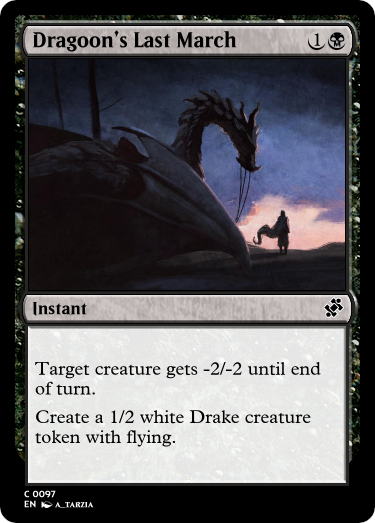 Dragoon's Last March 1
Instant
Target creature gets -2/-2 until end
of turn.
Create a 1/2 white Drake creature
token with flying.
C 0097
EN A_TARZIA